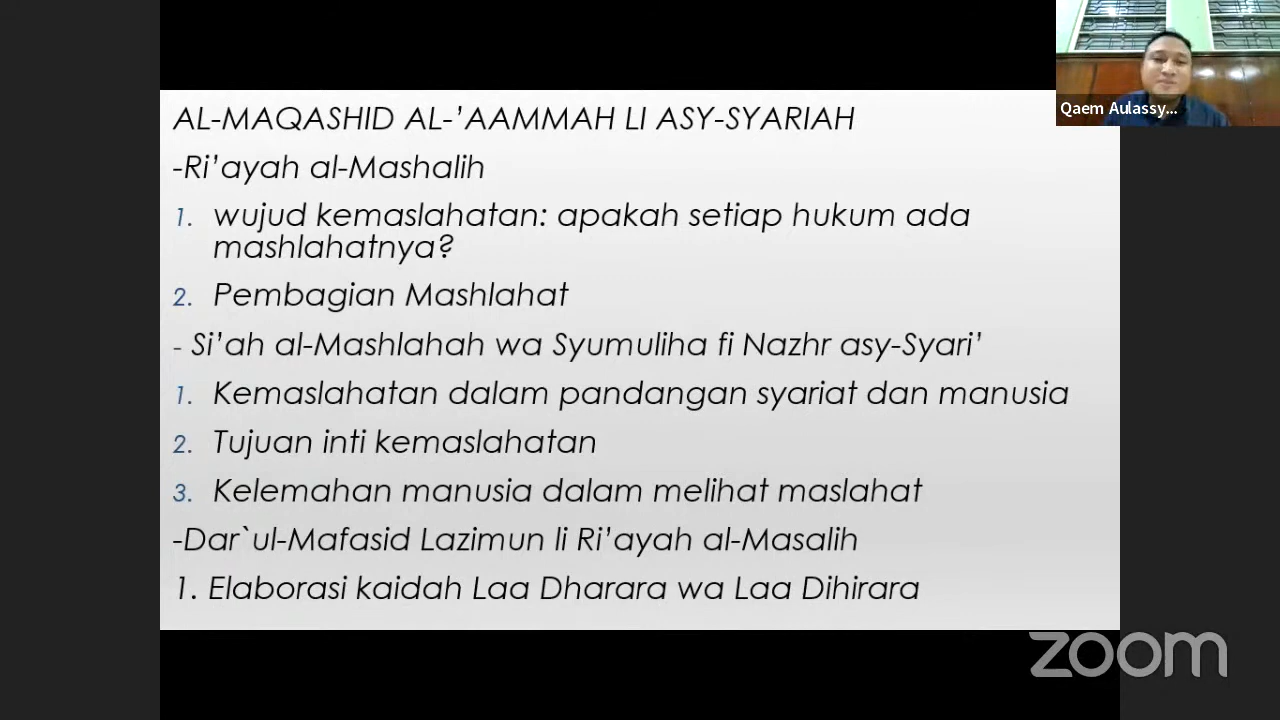 AL-MAQASHID AL-’AAMMAH LI ASY-SYARIAH
-Ri’ayah al-Mashalih
1. wujud kemaslahatan: apakah setiap hukum ada
mashlahatnya?
2. Pembagian Mashlahat
- Si’ah al-Mashlahah wa Syumuliha fi Nazhr asy-Syari’
1. Kemaslahatan dalam pandangan syariat dan manusia
2. Tujuan inti kemaslahatan
3. Kelemahan manusia dalam melihat maslahat
-Dar`ul-Mafasid Lazimun li Ri’ayah al-Masalih
1. Elaborasi kaidah Laa Dharara wa Laa Dihirara
Qaem Aulassy...
zoom